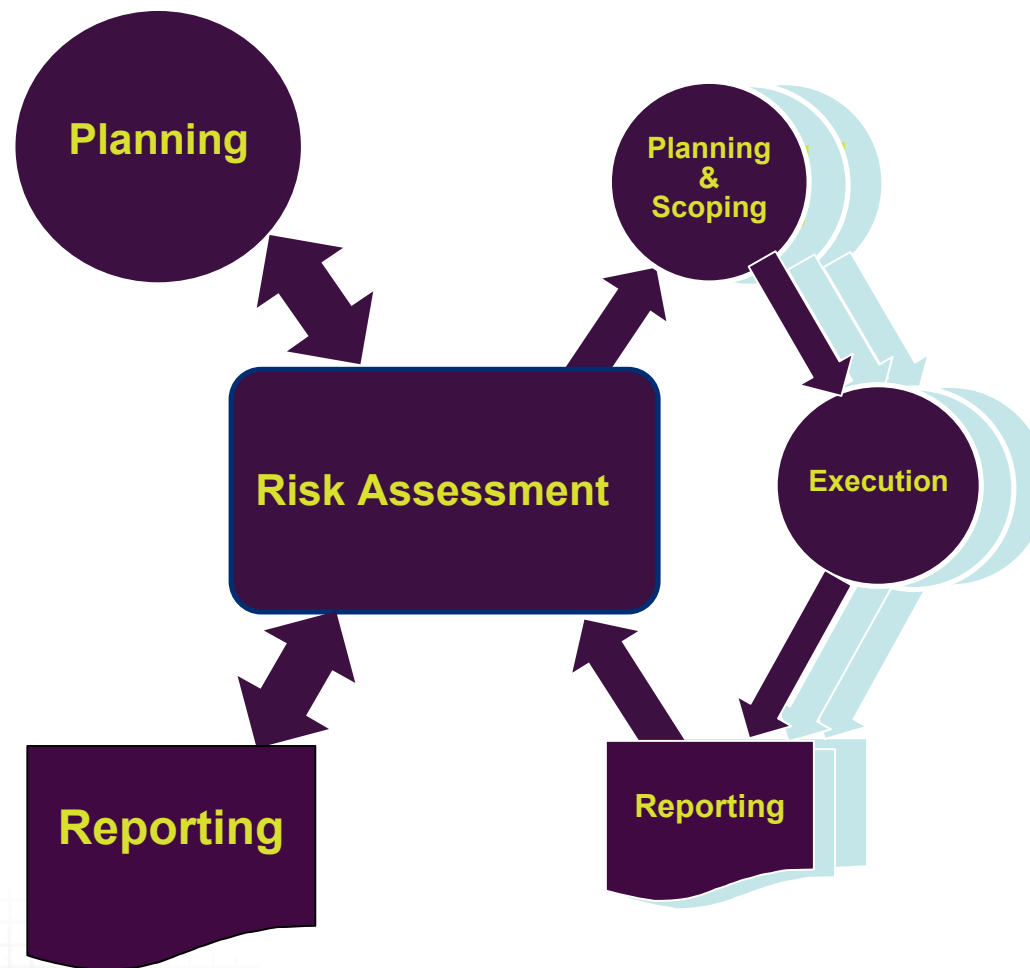 Planning
Planning
&
Scoping
Risk Assessment
Execution
Reporting
Reporting